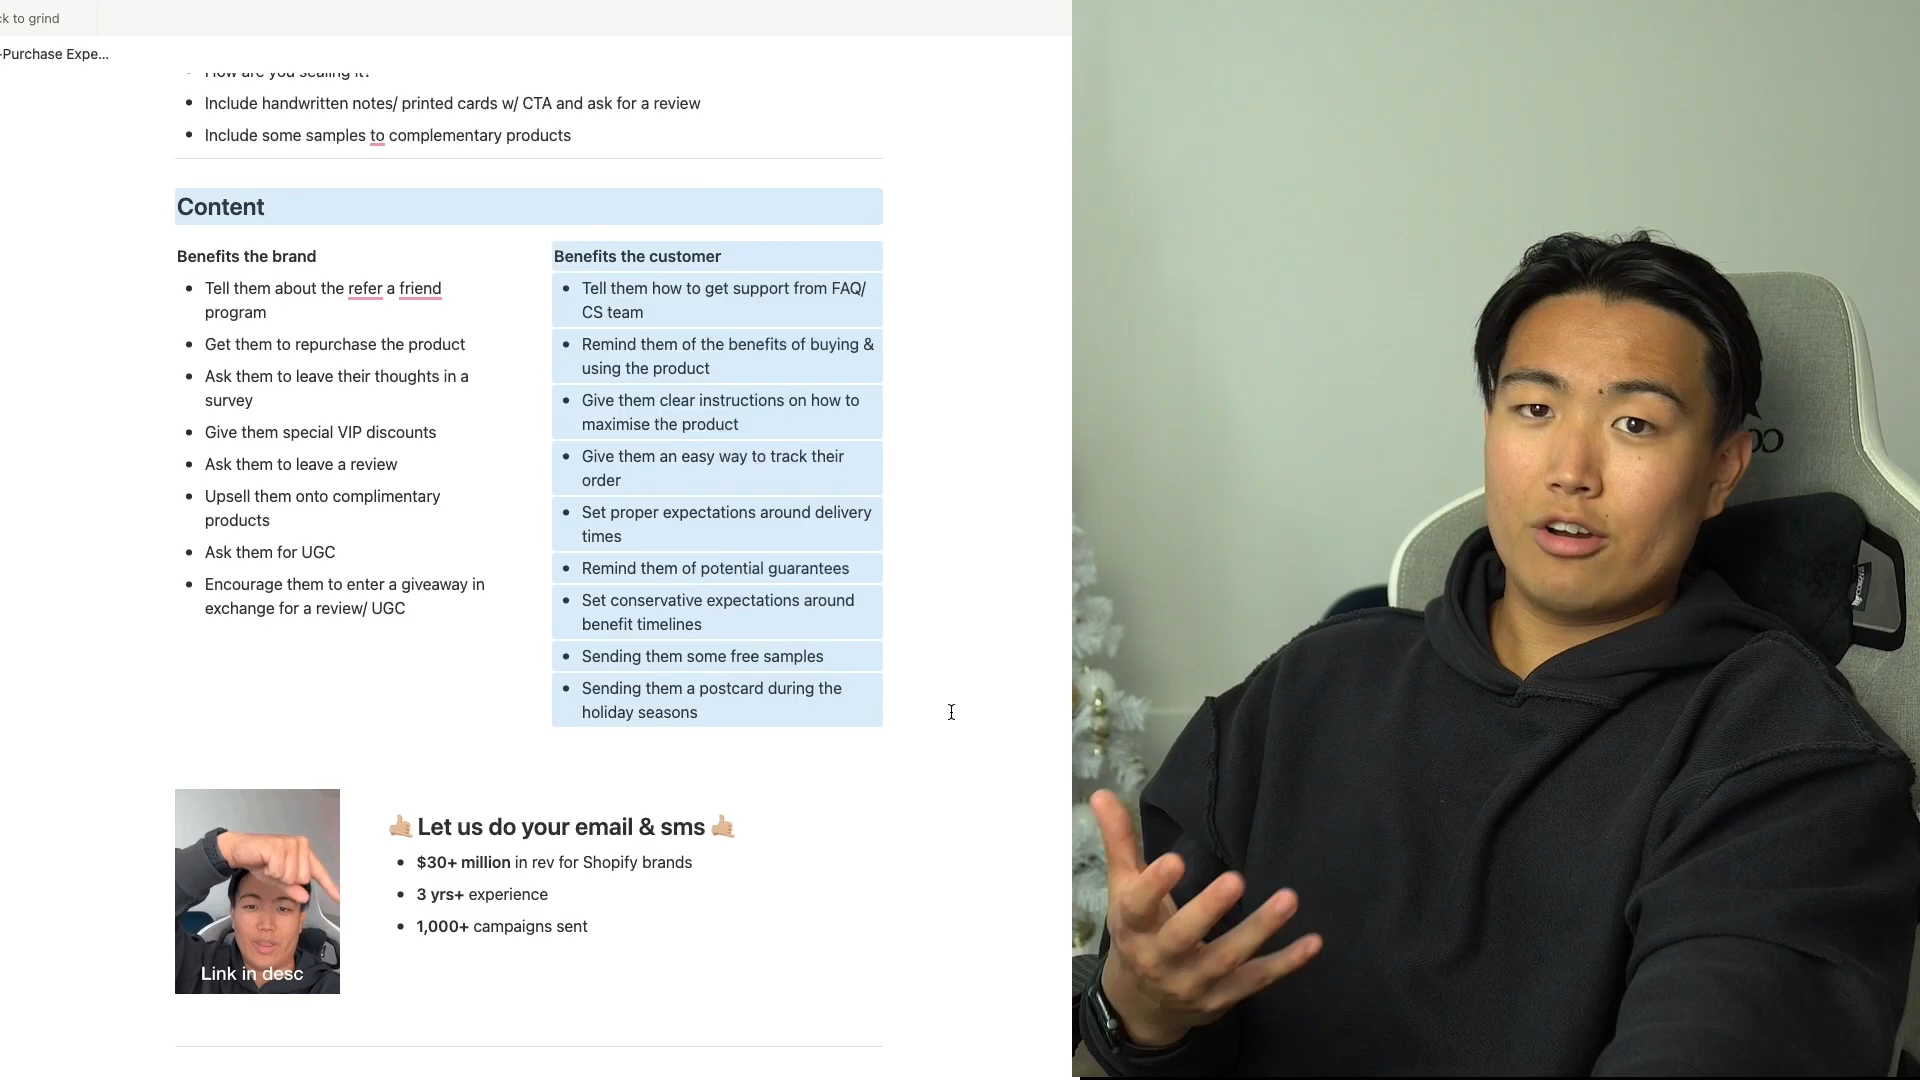 ck to grind
-Purchase Expe...
How are you sealing it?
Include handwritten notes/ printed cards w/ CTA and ask for a review
Include some samples to complementary products
Content
Benefits the brand
Tell them about the refer a friend
program
Get them to repurchase the product
Ask them to leave their thoughts in a
survey
Give them special VIP discounts
Ask them to leave a review
Upsell them onto complimentary
products
Ask them for UGC
Encourage them to enter a giveaway in
exchange for a review/ UGC
Benefits the customer
Tell them how to get support from FAQ/
CS team
Remind them of the benefits of buying &
using the product
Give them clear instructions on how to
maximise the product
Give them an easy way to track their
order
Set proper expectations around delivery
times
Remind them of potential guarantees
Set conservative expectations around
benefit timelines
Sending them some free samples
Sending them a postcard during the
holiday seasons
Link in desc
🤙🏼 Let us do your email & sms 🤙🏼
$30+ million in rev for Shopify brands
3 yrs+ experience
1,000+ campaigns sent